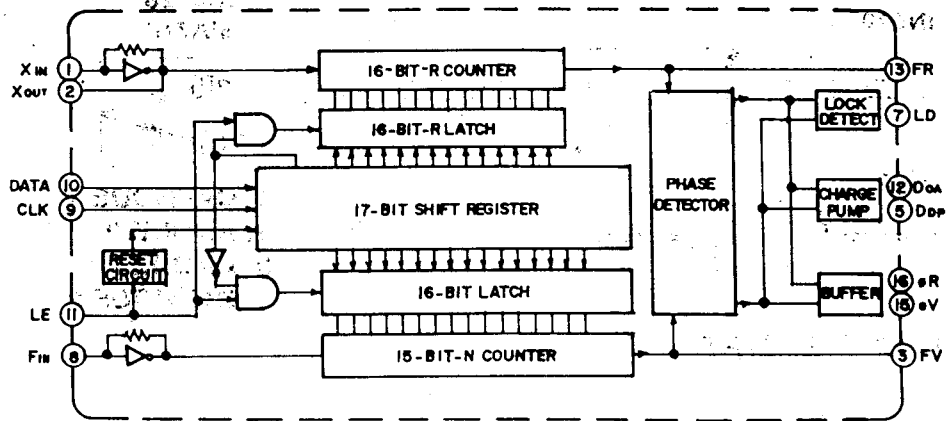 16-BIT-R COUNTER
XIN 1
XOUT 2
13 FR
LOCK DETECT
7 LD
16-BIT-R LATCH
DATA 10
CLK 9
17-BIT SHIFT REGISTER
PHASE DETECTOR
12 DOA
CHARGE PUMP
5 DDP
RESET CIRCUIT
16-BIT LATCH
16 øR
BUFFER
15 øV
LE 11
FIN 8
15-BIT-N COUNTER
3 FV